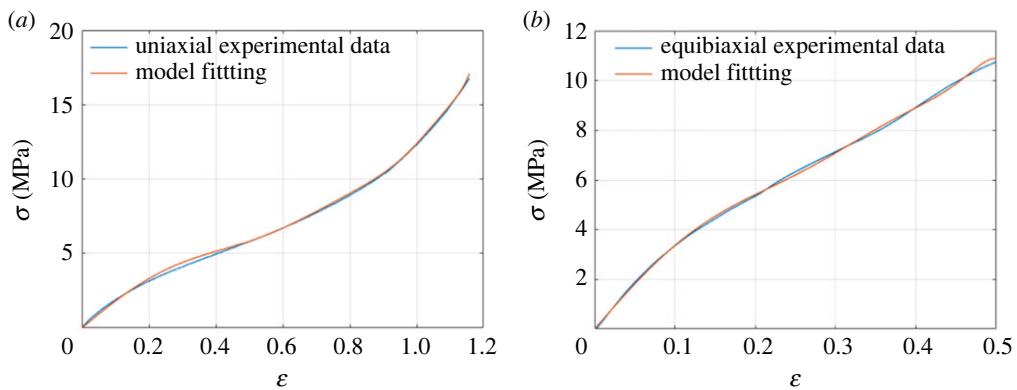 (a)
20
15
10
5
0
0.2 0.4 0.6 0.8 1.0 1.2
σ (MPa)
ε
uniaxial experimental data
model fittting
(b)
12
10
8
6
4
2
0
0.1 0.2 0.3 0.4 0.5
σ (MPa)
ε
equibiaxial experimental data
model fittting